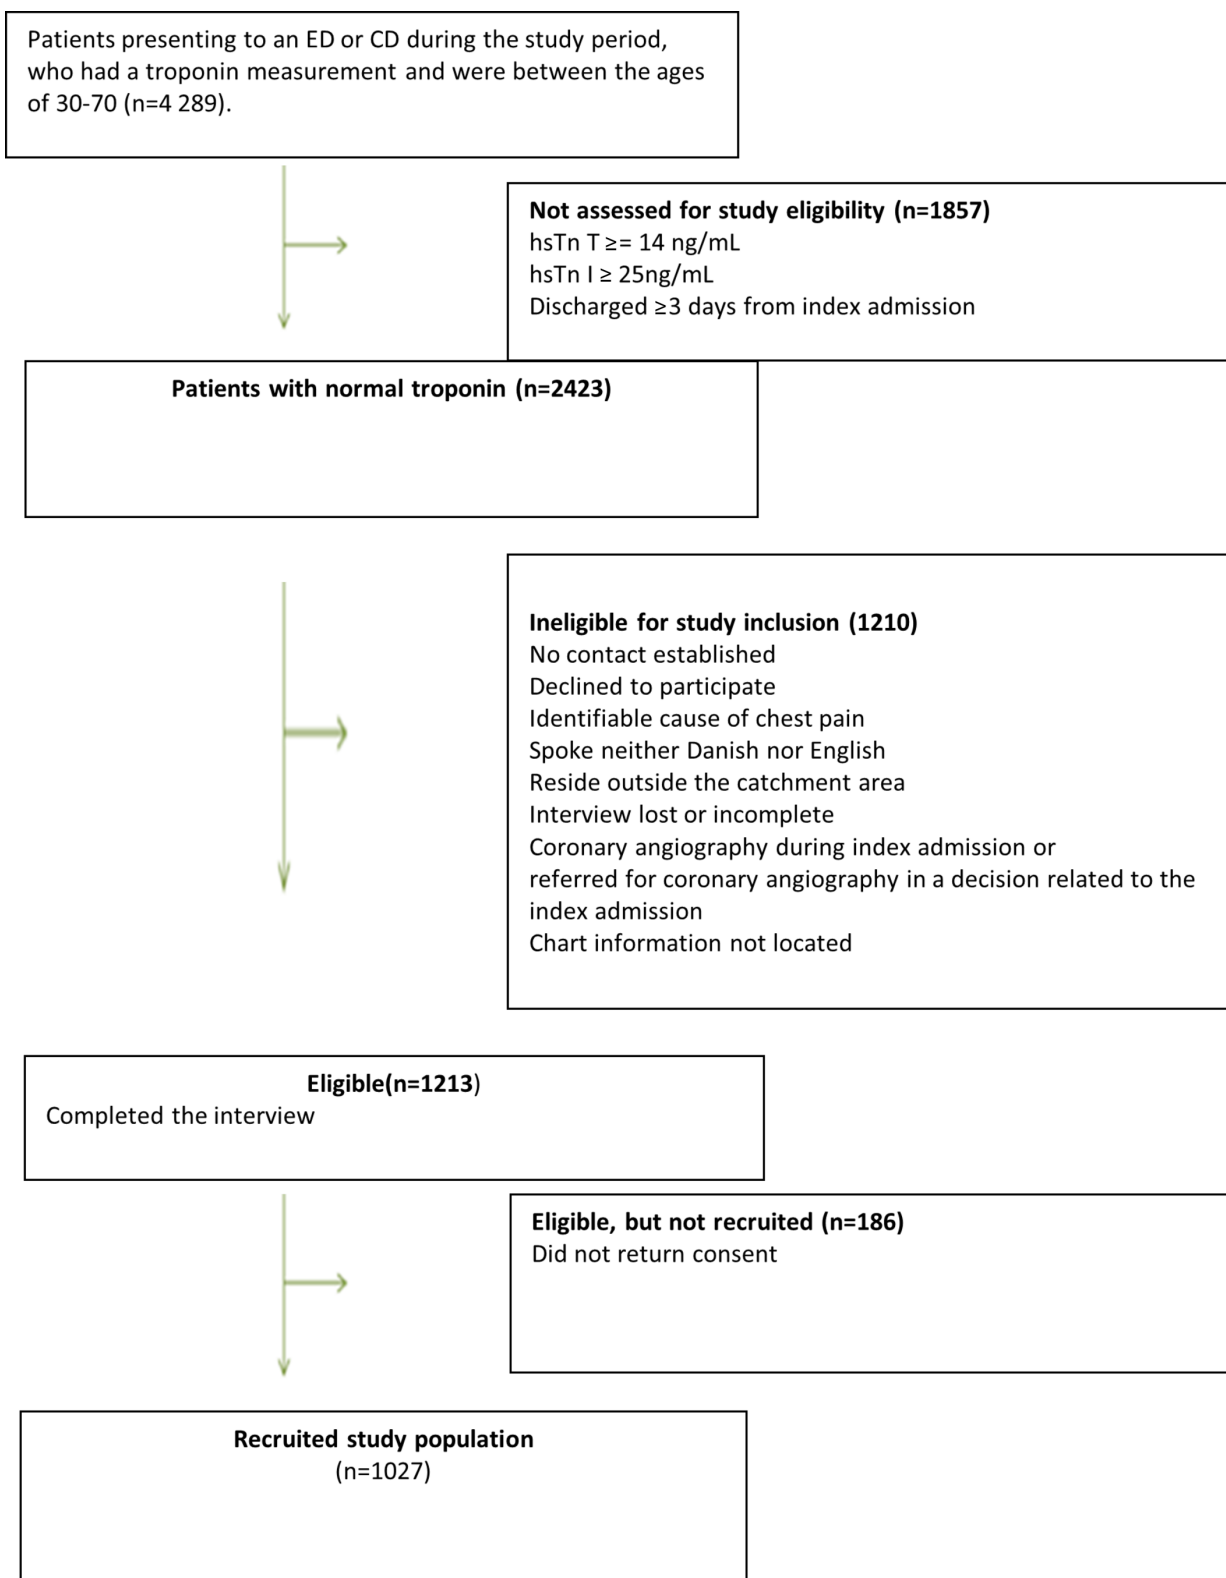 Patients presenting to an ED or CD during the study period,
who had a troponin measurement and were between the ages
of 30-70 (n=4 289).
Not assessed for study eligibility (n=1857)
hsTn T ≥= 14 ng/mL
hsTn I ≥ 25ng/mL
Discharged ≥3 days from index admission
Patients with normal troponin (n=2423)
Ineligible for study inclusion (1210)
No contact established
Declined to participate
Identifiable cause of chest pain
Spoke neither Danish nor English
Reside outside the catchment area
Interview lost or incomplete
Coronary angiography during index admission or
referred for coronary angiography in a decision related to the
index admission
Chart information not located
Eligible(n=1213)
Completed the interview
Eligible, but not recruited (n=186)
Did not return consent
Recruited study population
(n=1027)